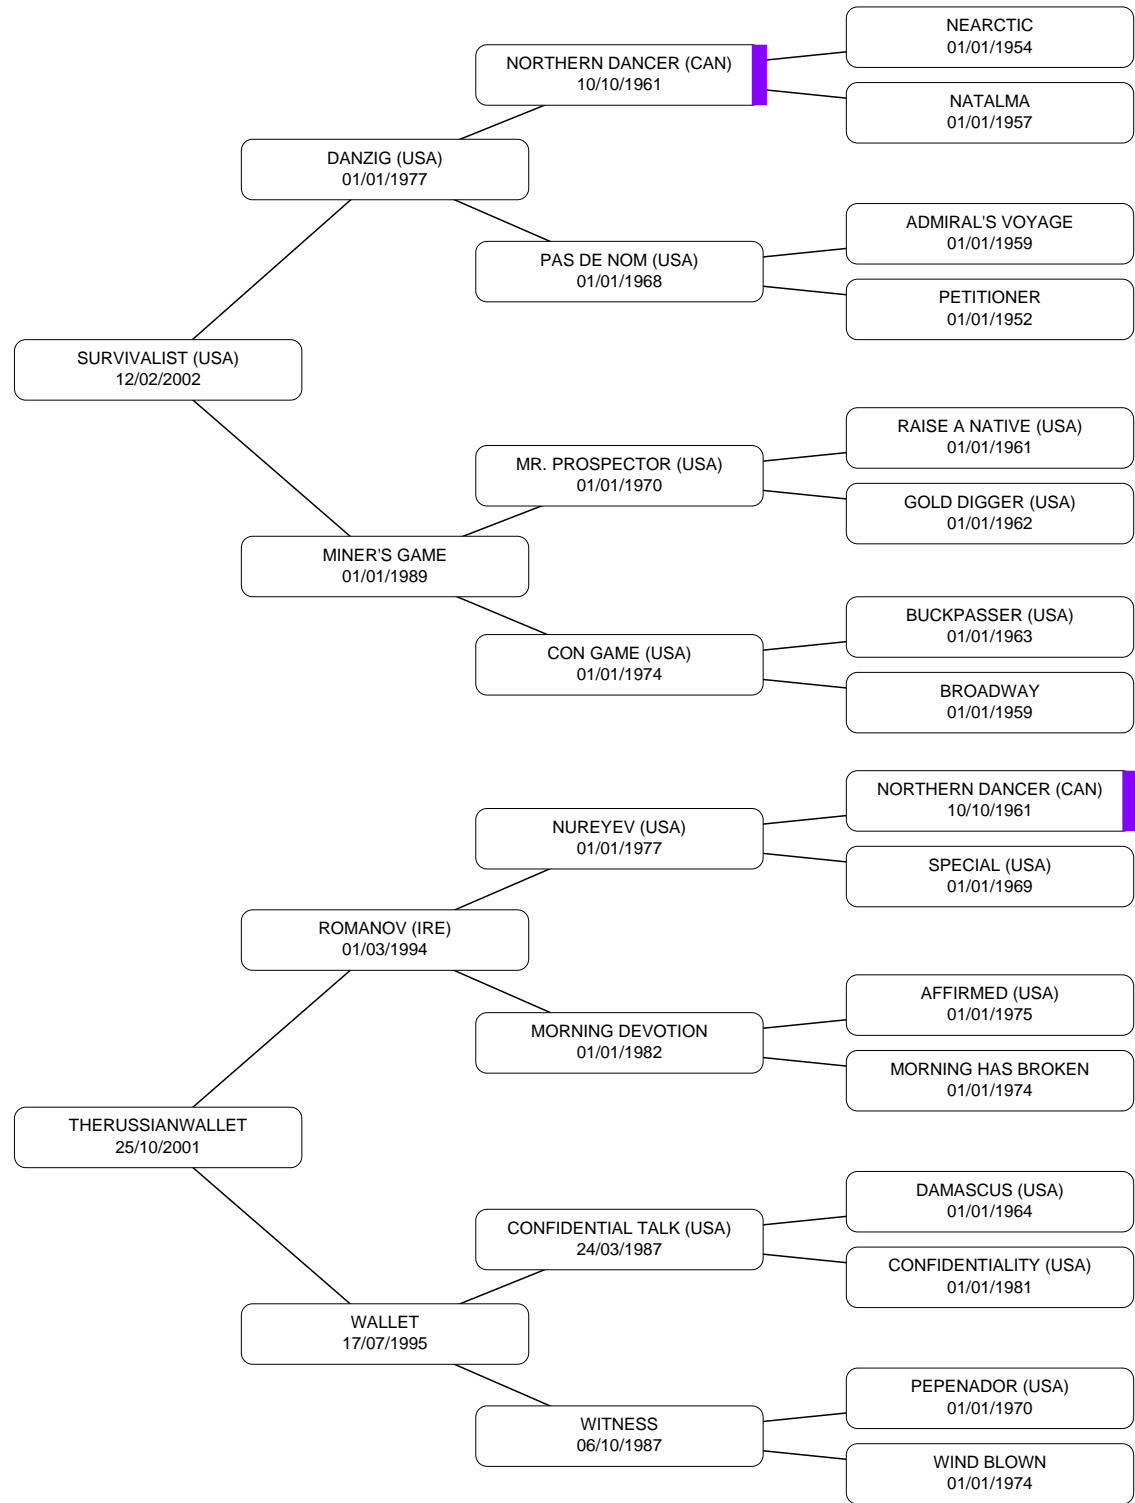 NEARCTIC
01/01/1954
NORTHERN DANCER (CAN)
10/10/1961
NATALMA
01/01/1957
DANZIG (USA)
01/01/1977
ADMIRAL'S VOYAGE
01/01/1959
PAS DE NOM (USA)
01/01/1968
PETITIONER
01/01/1952
SURVIVALIST (USA)
12/02/2002
RAISE A NATIVE (USA)
01/01/1961
MR. PROSPECTOR (USA)
01/01/1970
GOLD DIGGER (USA)
01/01/1962
MINER'S GAME
01/01/1989
BUCKPASSER (USA)
01/01/1963
CON GAME (USA)
01/01/1974
BROADWAY
01/01/1959
NORTHERN DANCER (CAN)
10/10/1961
NUREYEV (USA)
01/01/1977
SPECIAL (USA)
01/01/1969
ROMANOV (IRE)
01/03/1994
AFFIRMED (USA)
01/01/1975
MORNING DEVOTION
01/01/1982
MORNING HAS BROKEN
01/01/1974
THERUSSIANWALLET
25/10/2001
DAMASCUS (USA)
01/01/1964
CONFIDENTIAL TALK (USA)
24/03/1987
CONFIDENTIALITY (USA)
01/01/1981
WALLET
17/07/1995
PEPENADOR (USA)
01/01/1970
WITNESS
06/10/1987
WIND BLOWN
01/01/1974